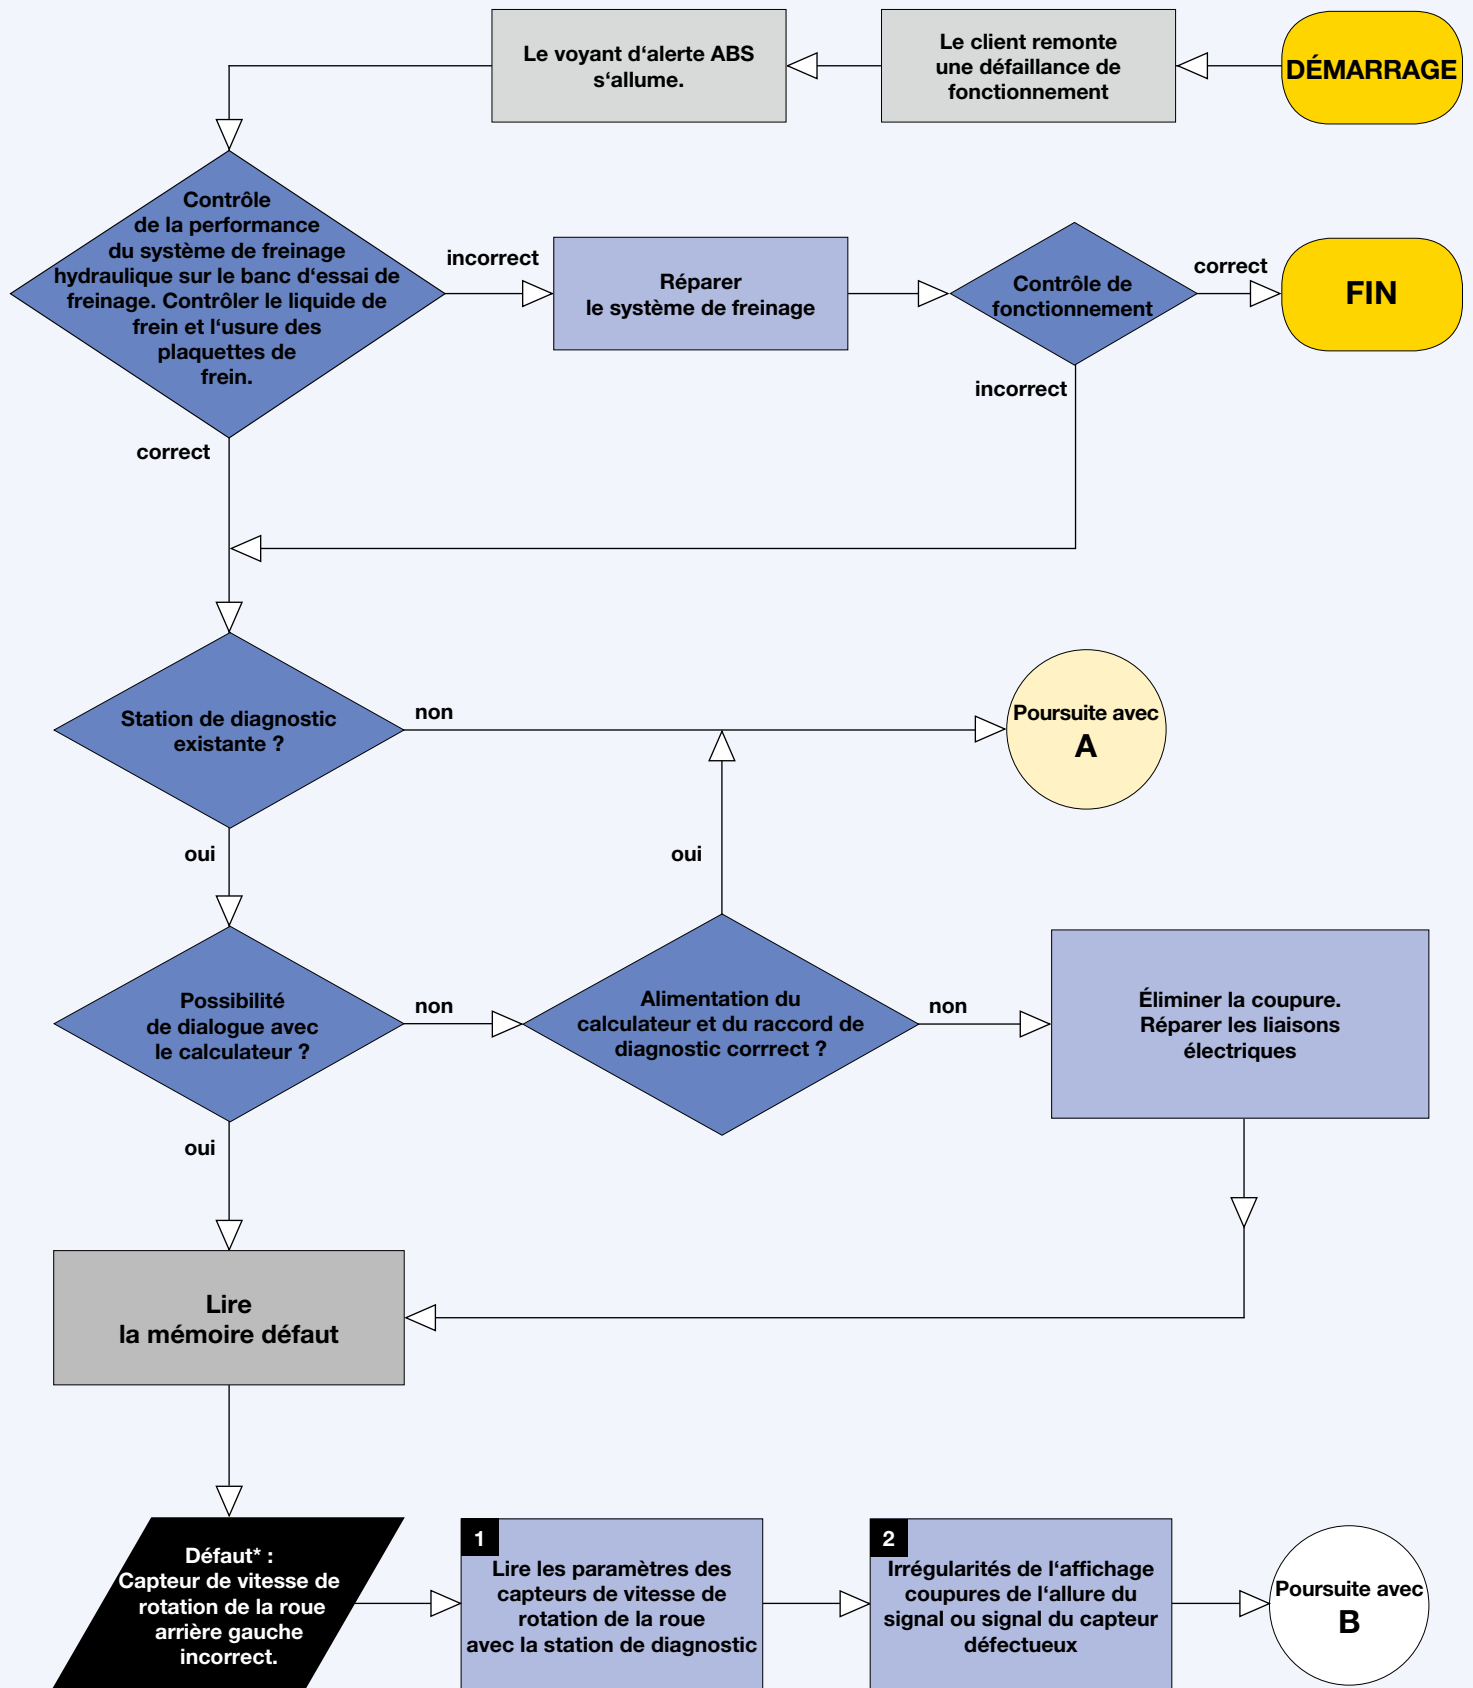 DÉMARRAGE
Le client remonte
une défaillance de
fonctionnement
Le voyant d‘alerte ABS
s‘allume.
Contrôle
de la performance
du système de freinage
hydraulique sur le banc d‘essai de
freinage. Contrôler le liquide de
frein et l‘usure des
plaquettes de
frein.
incorrect
Réparer
le système de freinage
Contrôle de
fonctionnement
correct
FIN
incorrect
correct
Station de diagnostic
existante ?
non
Poursuite avec
A
oui
oui
Possibilité
de dialogue avec
le calculateur ?
non
Alimentation du
calculateur et du raccord de
diagnostic corrrect ?
non
Éliminer la coupure.
Réparer les liaisons
électriques
oui
Lire
la mémoire défaut
Défaut* :
Capteur de vitesse de
rotation de la roue
arrière gauche
incorrect.
1
Lire les paramètres des
capteurs de vitesse de
rotation de la roue
avec la station de diagnostic
2
Irrégularités de l‘affichage
coupures de l‘allure du
signal ou signal du capteur
défectueux
Poursuite avec
B